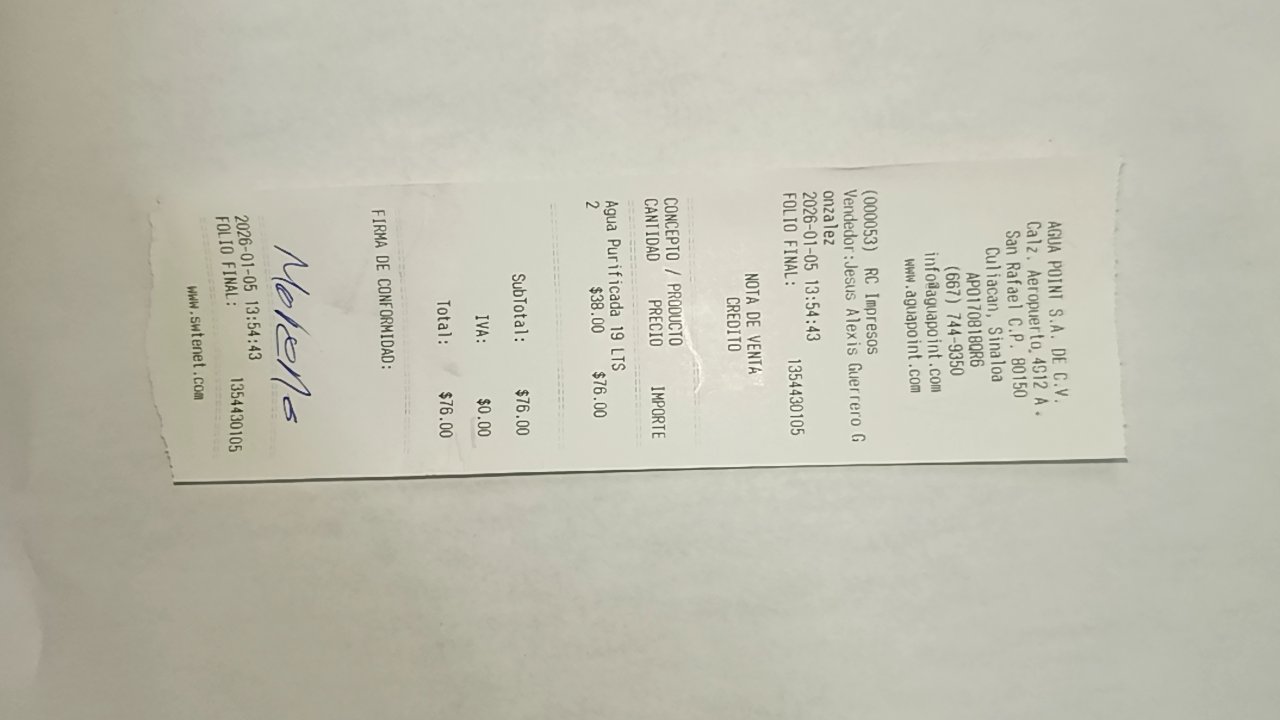 AGUA POINT S.A. DE C.V.
Calz. Aeropuerto, 4912 A.
San Rafael C.P. 80150
Culiacan, Sinaloa
APO170818QR6
(667) 744-9350
info@aguapoint.com
www.aguapoint.com
(000053) RC Impresos
Vendedor:Jesus Alexis Guerrero G
onzalez
2026-01-05 13:54:43
FOLIO FINAL: 1354430105
NOTA DE VENTA
CREDITO
CONCEPTO / PRODUCTO
CANTIDAD PRECIO IMPORTE
Agua Purificada 19 LTS
2 $38.00 $76.00
SubTotal: $76.00
IVA: $0.00
Total: $76.00
FIRMA DE CONFORMIDAD:
2026-01-05 13:54:43
FOLIO FINAL: 1354430105
www.swtenet.com